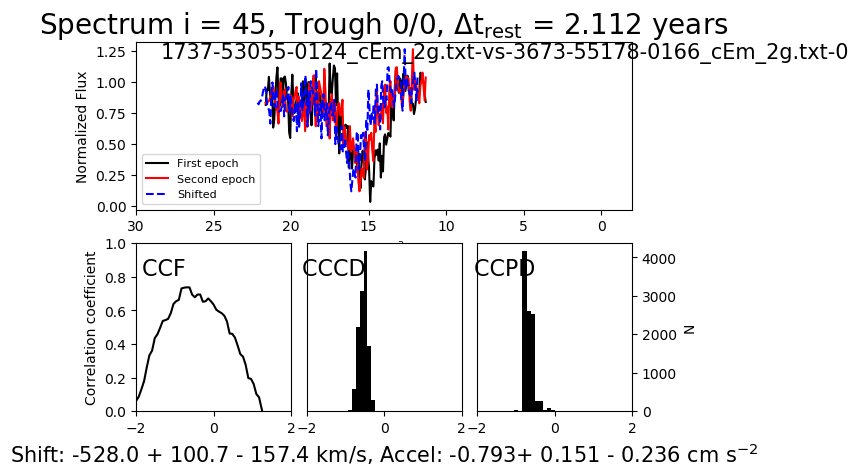 Spectrum i = 45, Trough 0/0, Δt_rest = 2.112 years
1737-53055-0124_cEm_2g.txt-vs-3673-55178-0166_cEm_2g.txt-0
Normalized Flux
1.25
1.00
0.75
0.50
0.25
0.00
First epoch
Second epoch
Shifted
30 25 20 15 10 5 0
Correlation coefficient
1.0
0.8
0.6
0.4
0.2
0.0
CCF
−2 0 2
CCCD
−2 0 2
CCPD
−2 0 2
4000
3000
2000
1000
0
N
Shift: -528.0 + 100.7 - 157.4 km/s, Accel: -0.793+ 0.151 - 0.236 cm s⁻²